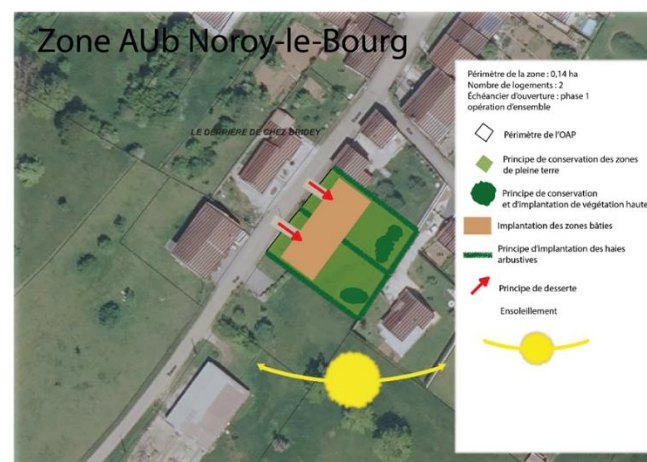 Zone AUb Noroy-le-Bourg
LE DERRIÈRE DE CHEZ BRIDEY
Périmètre de la zone : 0,14 ha
Nombre de logements : 2
Échéancier d'ouverture : phase 1
opération d'ensemble
Périmètre de l'OAP
Principe de conservation des zones
de pleine terre
Principe de conservation
et d'implantation de végétation haute
Implantation des zones bâties
Principe d'implantation des haies
arbustives
Principe de desserte
Ensoleillement